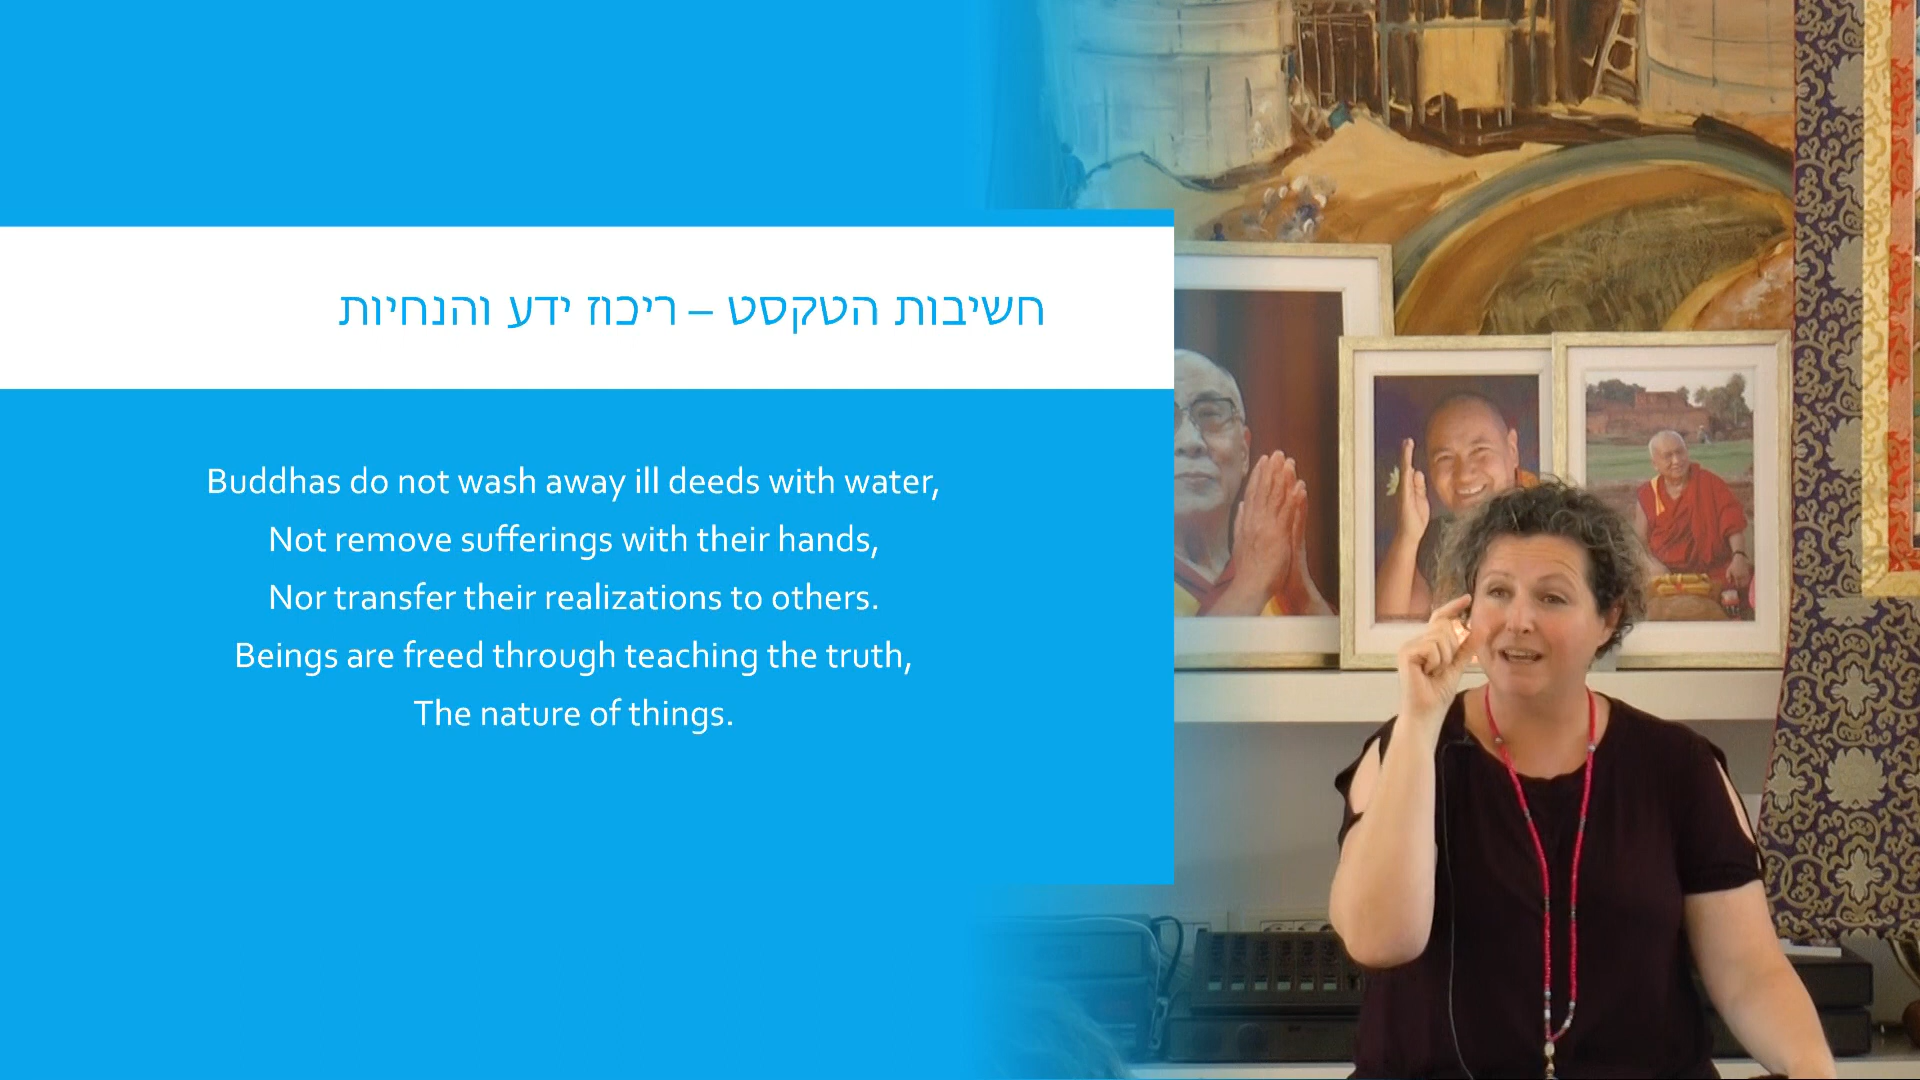 חשיבות הטקסט – ריכוז ידע והנחיות
Buddhas do not wash away ill deeds with water,
Not remove sufferings with their hands,
Nor transfer their realizations to others.
Beings are freed through teaching the truth,
The nature of things.